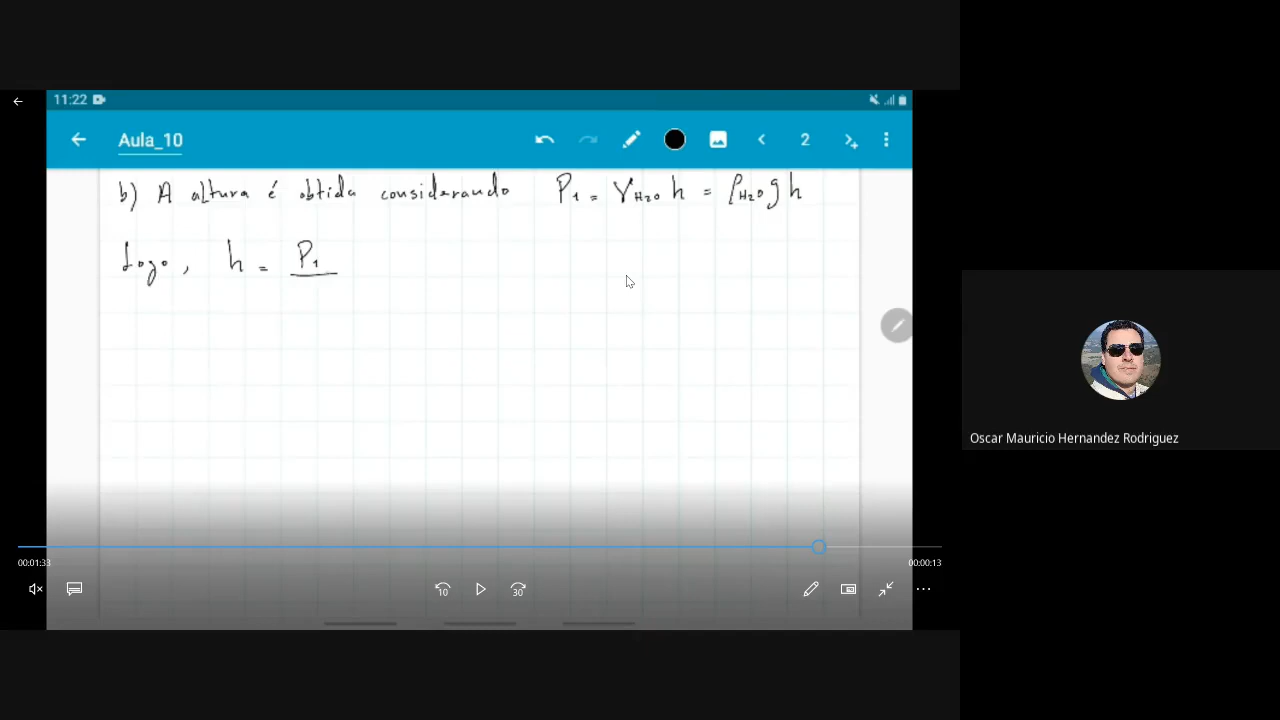 11:22
Aula_10
2
b) A altura é obtida considerando P₁ = γH₂O h = ρH₂O g h
Logo, h = P₁
Oscar Mauricio Hernandez Rodriguez
00:01:33
00:00:13
10
30